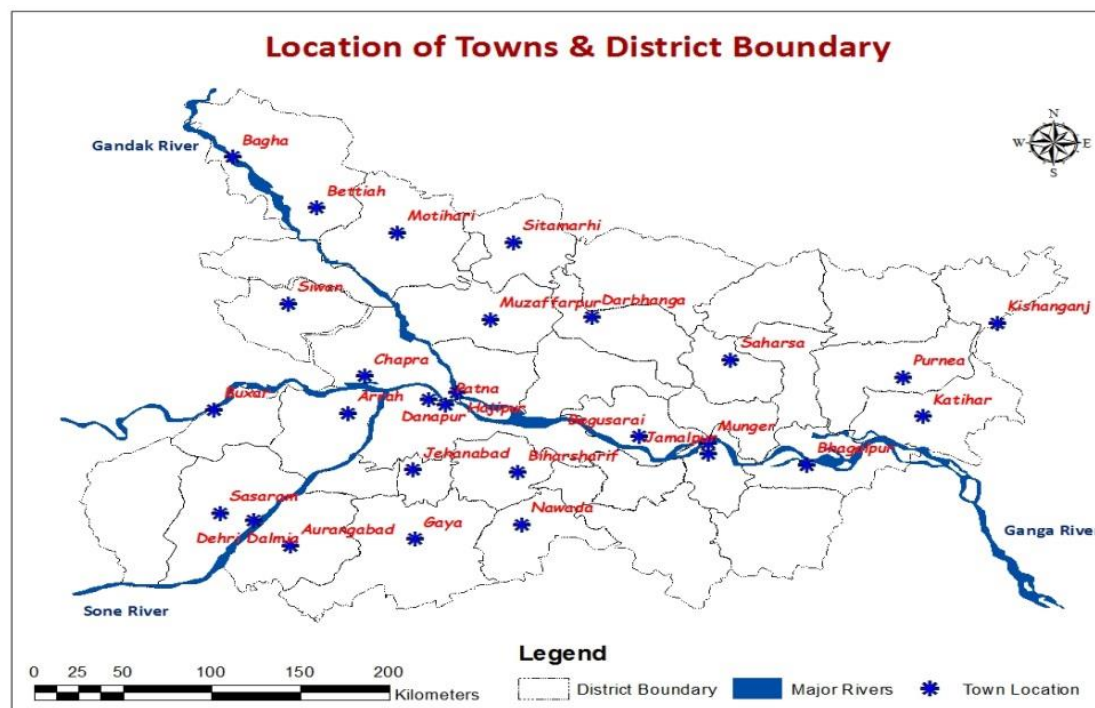 Location of Towns & District Boundary
N
W E
S
Gandak River
Bagha
Bettiah
Motihari
Sitamarhi
Siwan
Muzaffarpur
Darbhanga
Kishanganj
Saharsa
Purnea
Chapra
Katihar
Buxar
Arrah
Patna
Danapur
Hajipur
Begusarai
Jamalpur
Munger
Bhagalpur
Jehanabad
Biharsharif
Sasaram
Dehri Dalmia
Aurangabad
Gaya
Nawada
Ganga River
Sone River
Legend
0 25 50 100 150 200
Kilometers
District Boundary
Major Rivers
Town Location